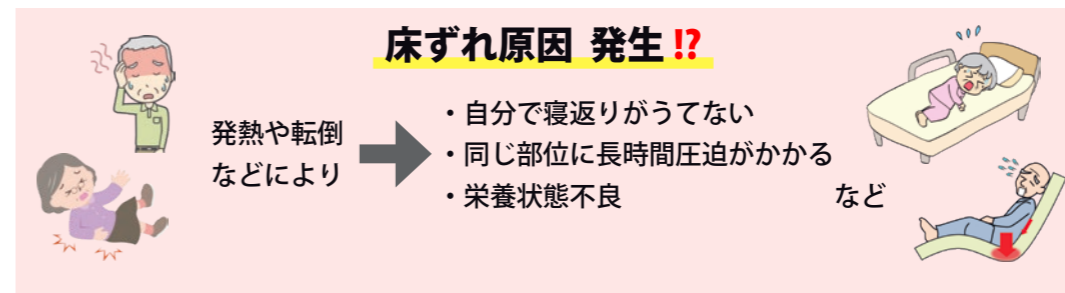 床ずれ原因 発生⁉
発熱や転倒
などにより
・自分で寝返りがうてない
・同じ部位に長時間圧迫がかかる
・栄養状態不良 など